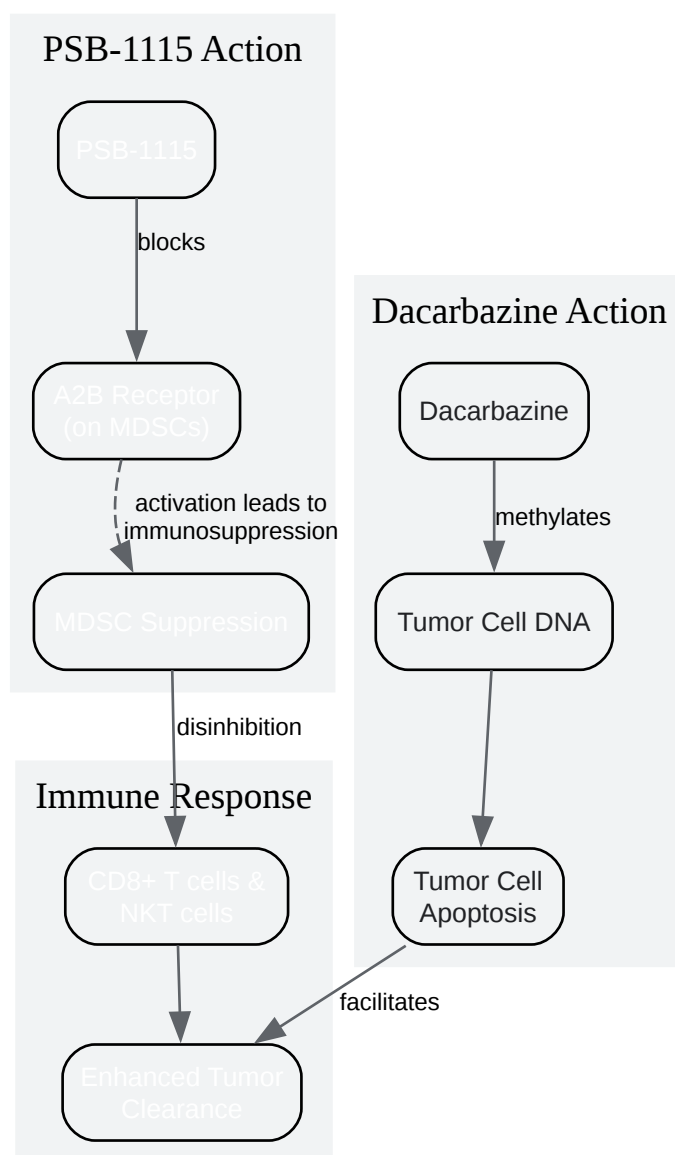 PSB-1115 Action
PSB-1115
blocks
A2B Receptor
(on MDSCs)
activation leads to
immunosuppression
MDSC Suppression
disinhibition
Immune Response
CD8+ T cells &
NKT cells
Enhanced Tumor
Clearance
Dacarbazine Action
Dacarbazine
methylates
Tumor Cell DNA
Tumor Cell
Apoptosis
facilitates